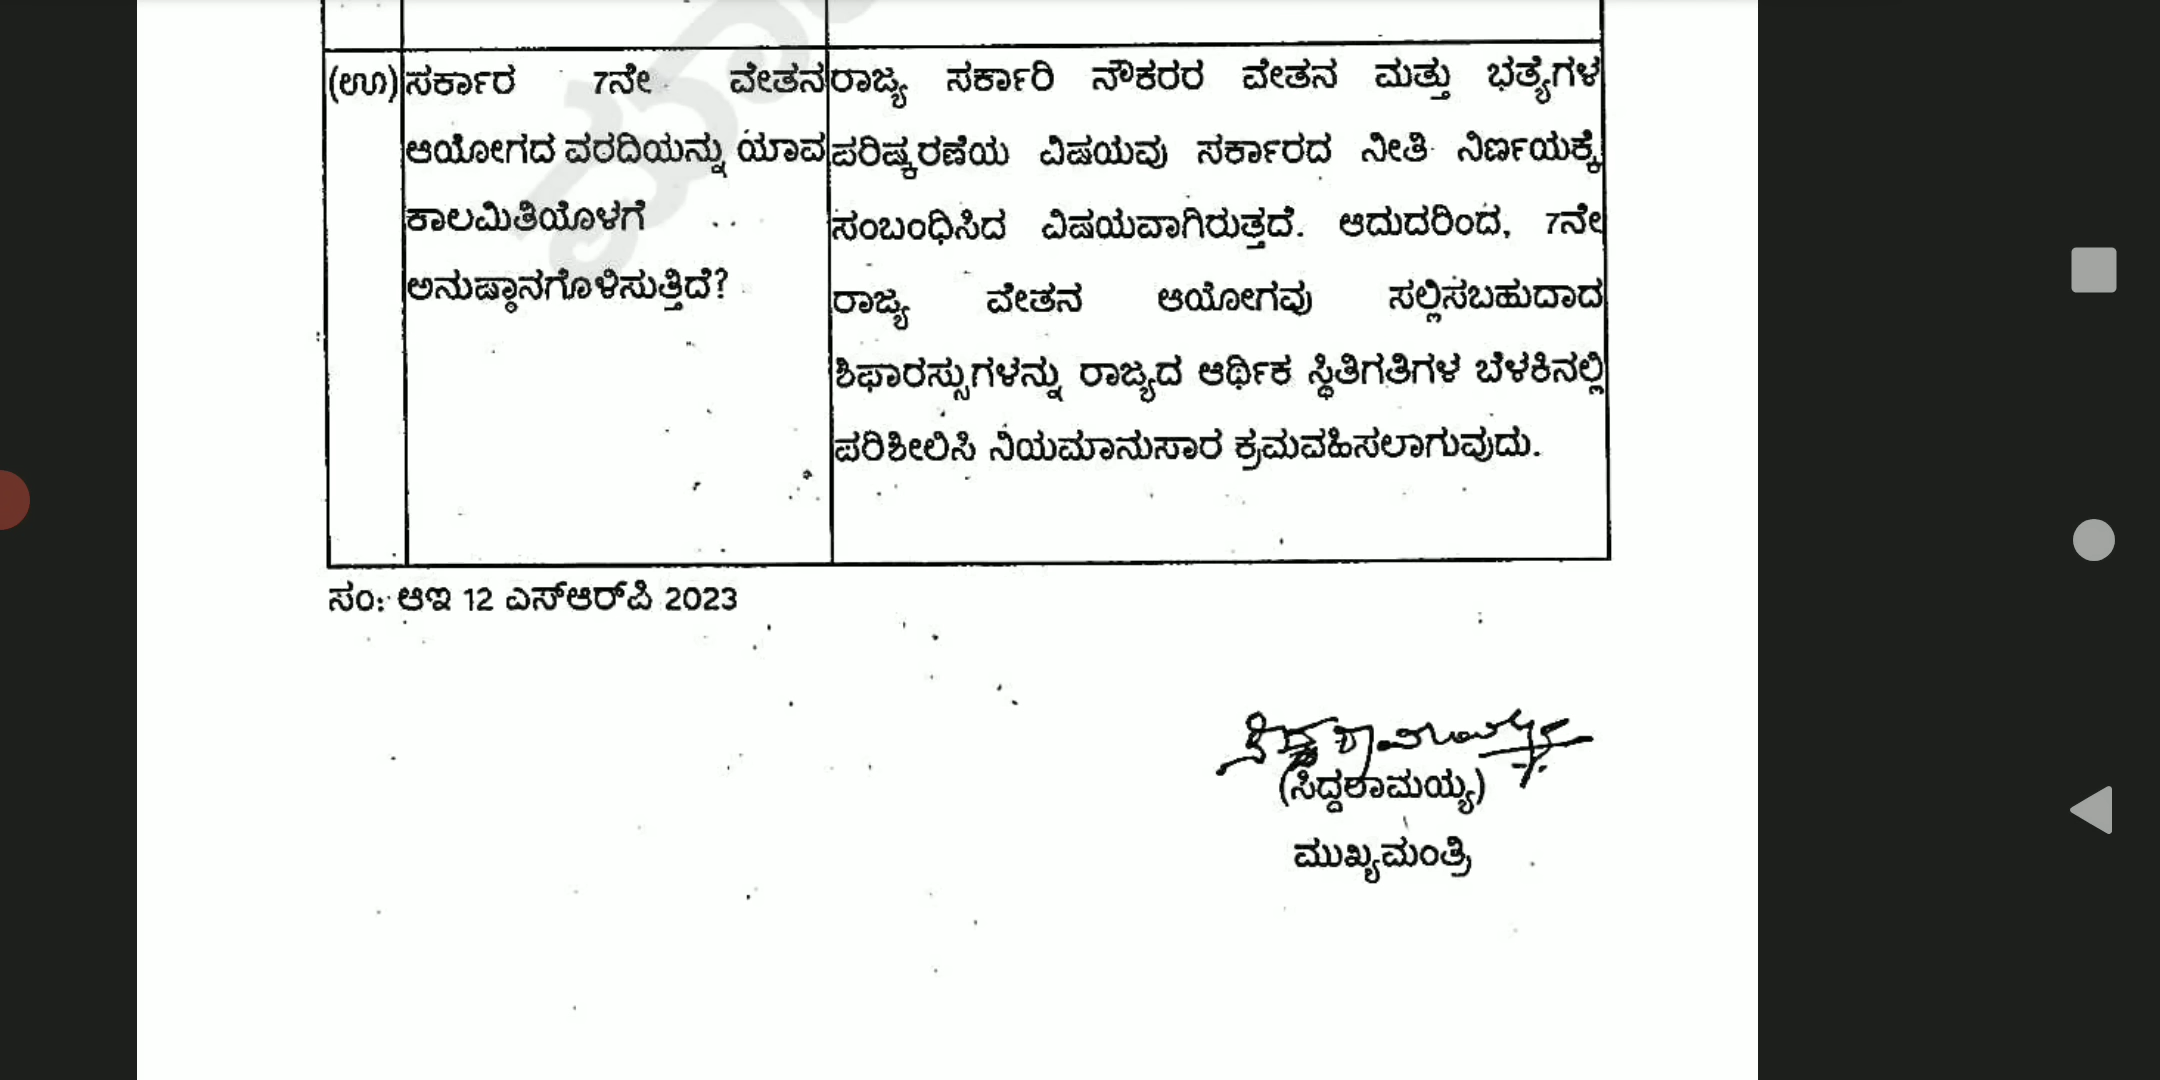 (ಊ) ಸರ್ಕಾರ 7ನೇ ವೇತನ
ಆಯೋಗದ ವರದಿಯನ್ನು ಯಾವ
ಕಾಲಮಿತಿಯೊಳಗೆ
ಅನುಷ್ಠಾನಗೊಳಿಸುತ್ತಿದೆ?
ರಾಜ್ಯ ಸರ್ಕಾರಿ ನೌಕರರ ವೇತನ ಮತ್ತು ಭತ್ಯೆಗಳ
ಪರಿಷ್ಕರಣೆಯ ವಿಷಯವು ಸರ್ಕಾರದ ನೀತಿ ನಿರ್ಣಯಕ್ಕೆ
ಸಂಬಂಧಿಸಿದ ವಿಷಯವಾಗಿರುತ್ತದೆ. ಆದುದರಿಂದ, 7ನೇ
ರಾಜ್ಯ ವೇತನ ಆಯೋಗವು ಸಲ್ಲಿಸಬಹುದಾದ
ಶಿಫಾರಸ್ಸುಗಳನ್ನು ರಾಜ್ಯದ ಆರ್ಥಿಕ ಸ್ಥಿತಿಗತಿಗಳ ಬೆಳಕಿನಲ್ಲಿ
ಪರಿಶೀಲಿಸಿ ನಿಯಮಾನುಸಾರ ಕ್ರಮವಹಿಸಲಾಗುವುದು.
ಸಂ: ಆಇ 12 ಎಸ್ಆರ್‌ಪಿ 2023
(ಸಿದ್ದರಾಮಯ್ಯ)
ಮುಖ್ಯಮಂತ್ರಿ